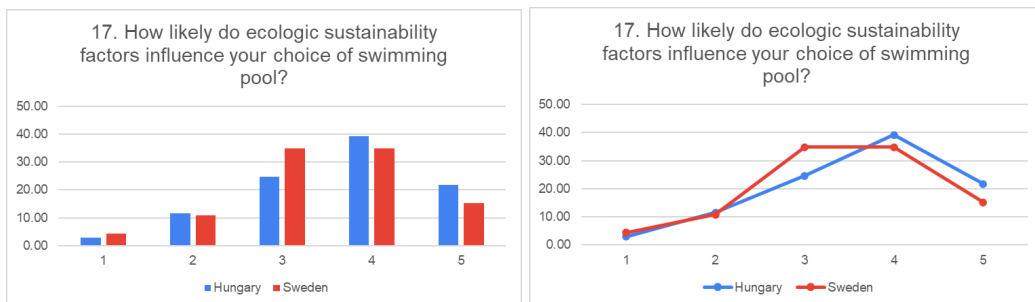 17. How likely do ecologic sustainability
factors influence your choice of swimming
pool?
50.00
40.00
30.00
20.00
10.00
0.00
1 2 3 4 5
Hungary Sweden
17. How likely do ecologic sustainability
factors influence your choice of swimming
pool?
50.00
40.00
30.00
20.00
10.00
0.00
1 2 3 4 5
Hungary Sweden